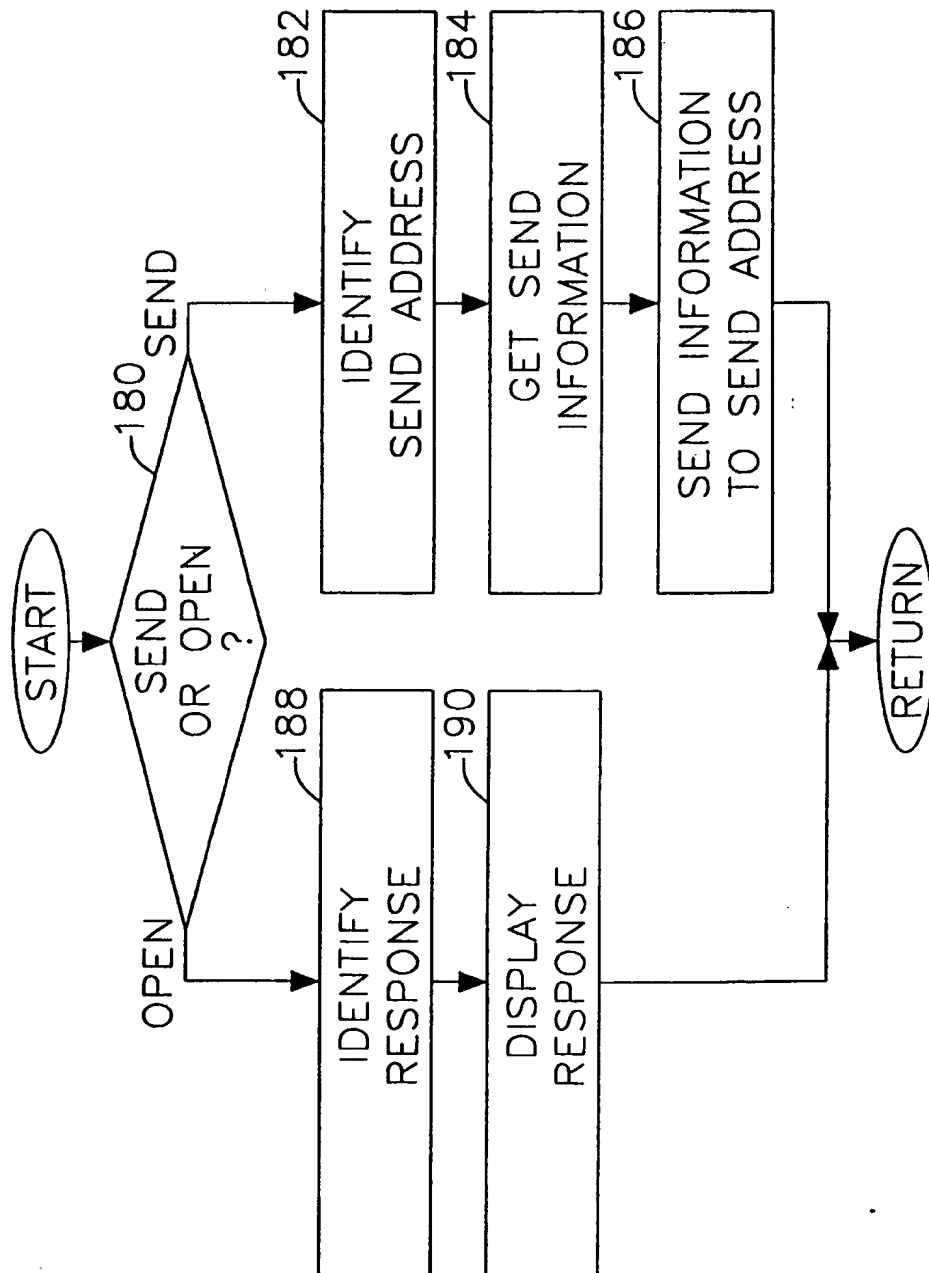 START
180
SEND
OR OPEN
?
OPEN
SEND
188
IDENTIFY
RESPONSE
190
DISPLAY
RESPONSE
182
IDENTIFY
SEND ADDRESS
184
GET SEND
INFORMATION
186
SEND INFORMATION
TO SEND ADDRESS
RETURN